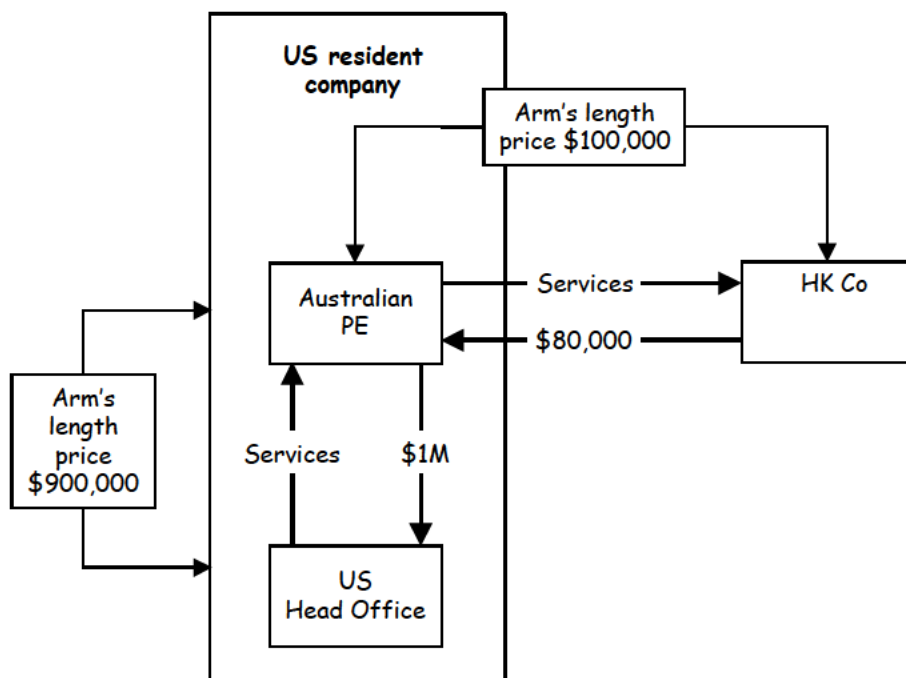 US resident
company
Arm's length
price $100,000
Australian
PE
Services
HK Co
$80,000
Arm's
length
price
$900,000
Services
$1M
US
Head Office